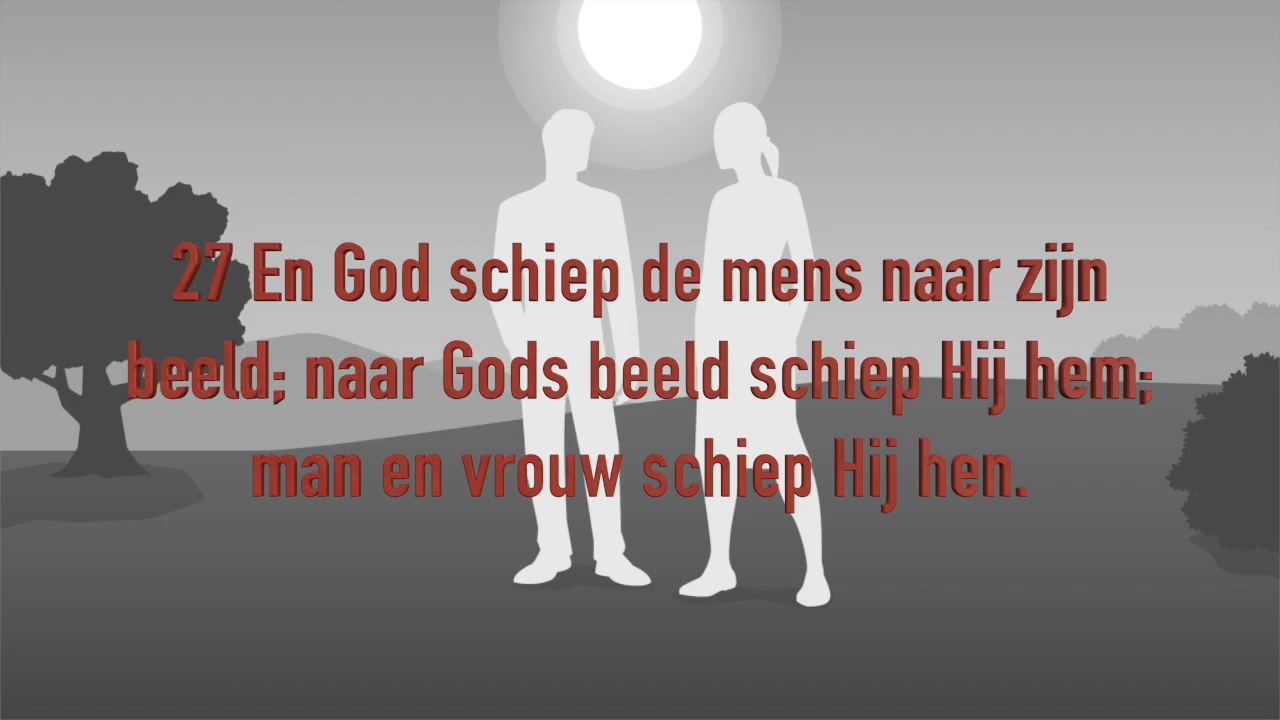 27 En God schiep de mens naar zijn
beeld; naar Gods beeld schiep Hij hem;
man en vrouw schiep Hij hen.